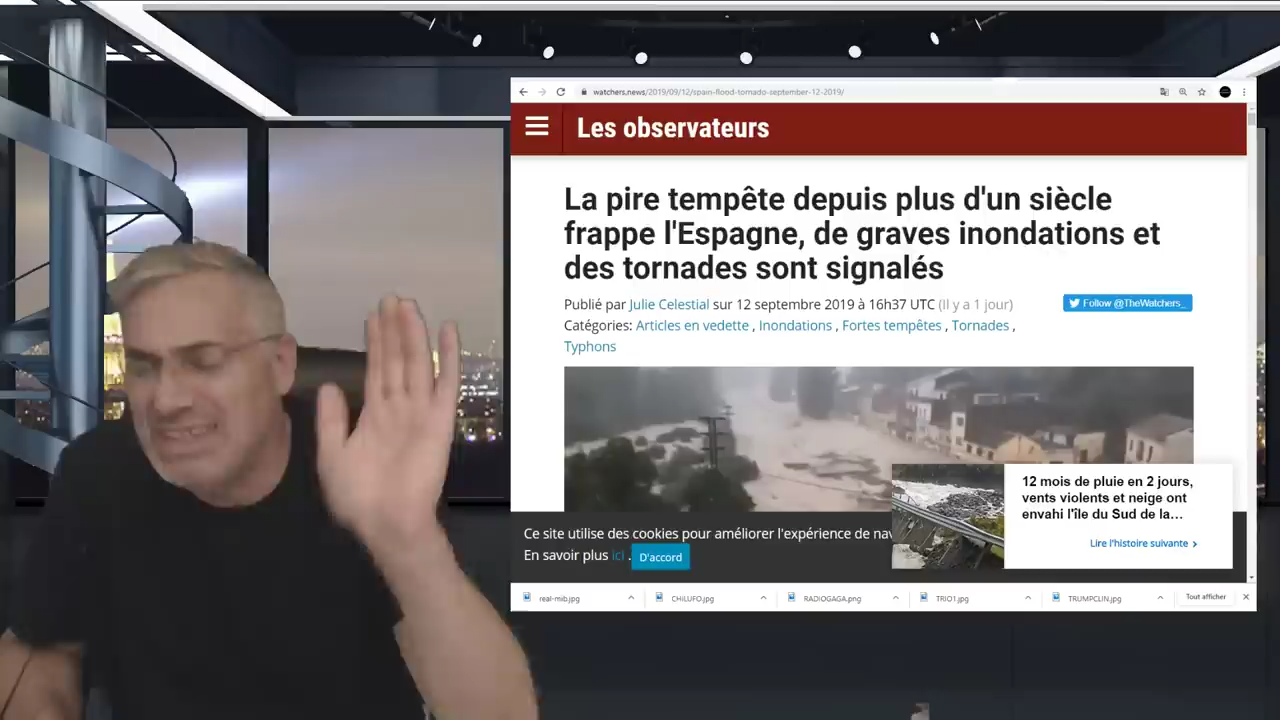 watchers.news/2019/09/12/spain-flood-tornado-september-12-2019/
Les observateurs
La pire tempête depuis plus d'un siècle
frappe l'Espagne, de graves inondations et
des tornades sont signalés
Publié par Julie Celestial sur 12 septembre 2019 à 16h37 UTC (Il y a 1 jour)
Follow @TheWatchers_
Catégories: Articles en vedette , Inondations , Fortes tempêtes , Tornades ,
Typhons
12 mois de pluie en 2 jours,
vents violents et neige ont
envahi l'île du Sud de la...
Lire l'histoire suivante
Ce site utilise des cookies pour améliorer l'expérience de nav
En savoir plus ici . D'accord
real-mib.jpg
CHILUFO.jpg
RADIOGAGA.png
TRIO1.jpg
TRUMPCLIN.jpg
Tout afficher